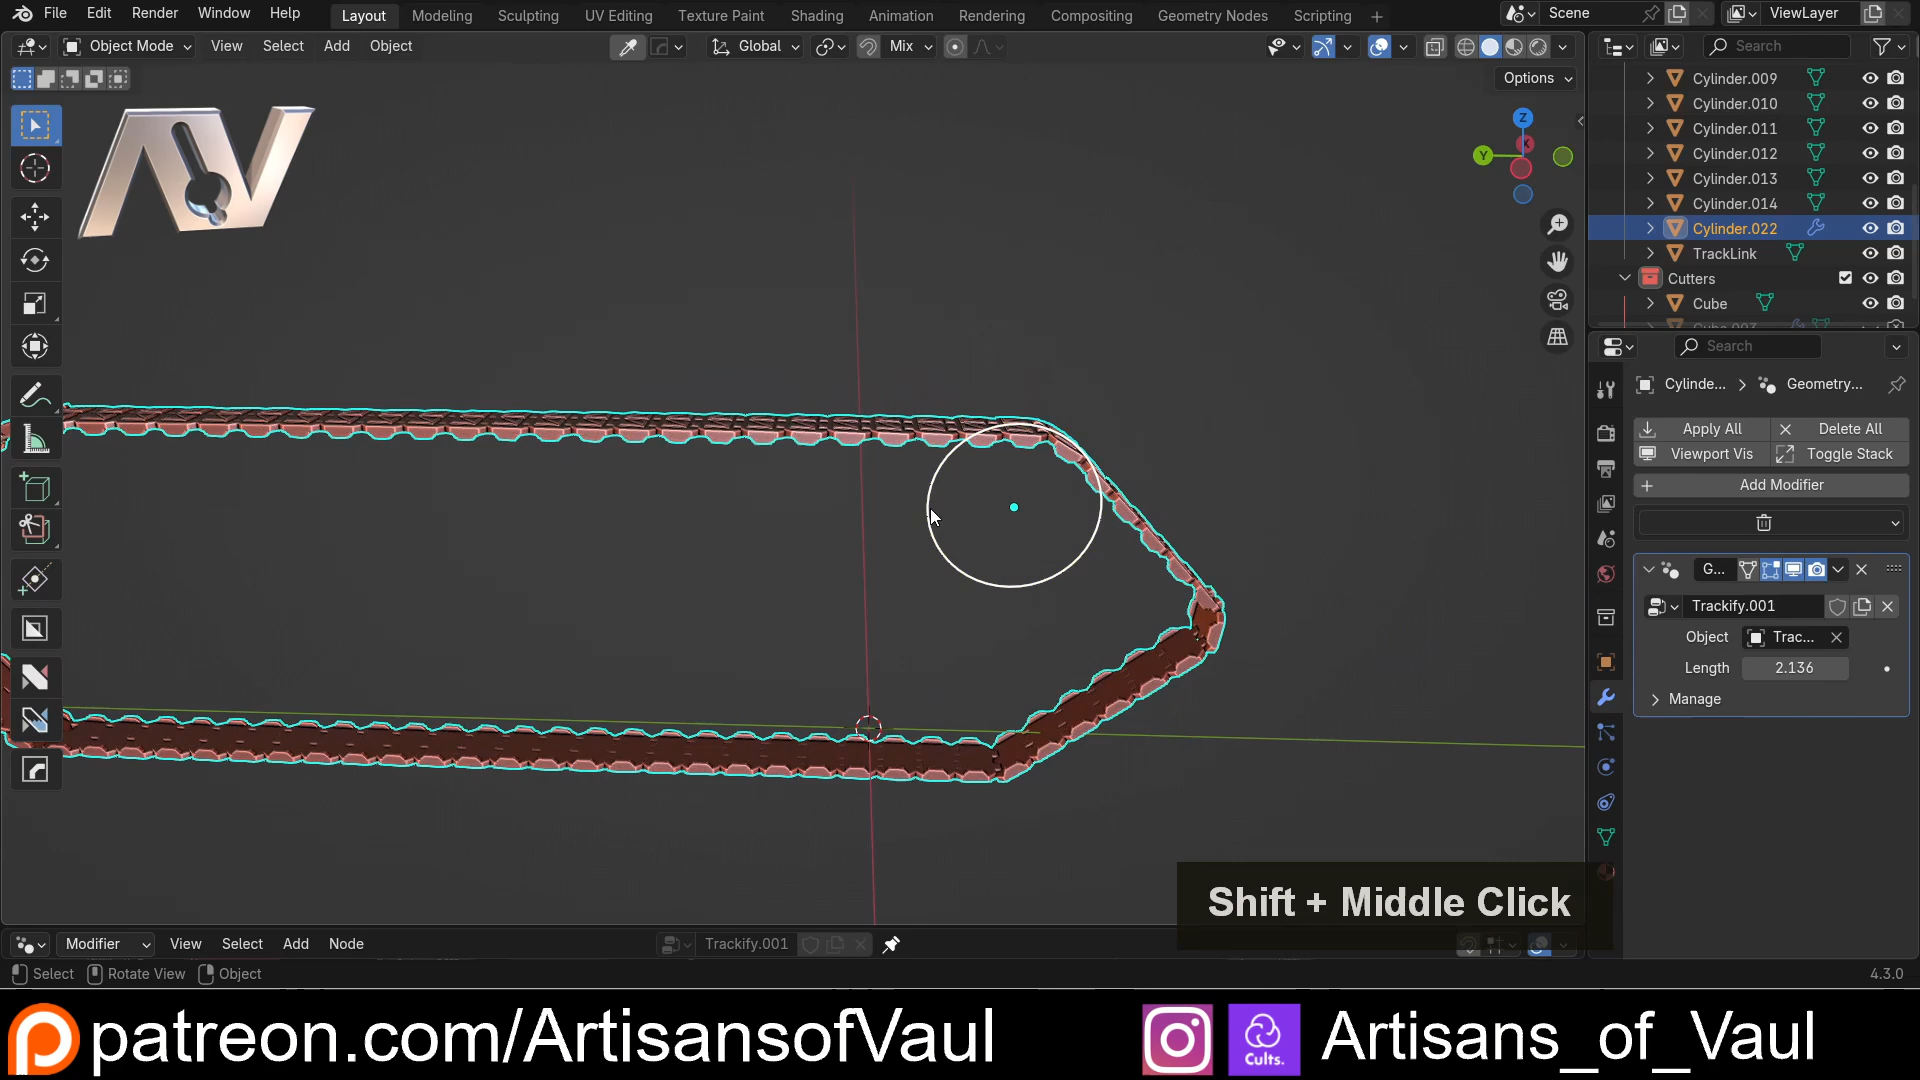 File Edit Render Window Help Layout Modeling Sculpting UV Editing Texture Paint Shading Animation Rendering Compositing Geometry Nodes Scripting + Scene ViewLayer
Object Mode View Select Add Object Global Mix Search
Options
Z
Y
X
Cylinder.009
Cylinder.010
Cylinder.011
Cylinder.012
Cylinder.013
Cylinder.014
Cylinder.022
TrackLink
Cutters
Cube
Search
Cylinde... Geometry...
Apply All Delete All
Viewport Vis Toggle Stack
Add Modifier
G...
Trackify.001
Object Trac...
Length 2.136
Manage
Shift + Middle Click
Modifier View Select Add Node Trackify.001
Select Rotate View Object 4.3.0
patreon.com/ArtisansofVaul Cults. Artisans_of_Vaul